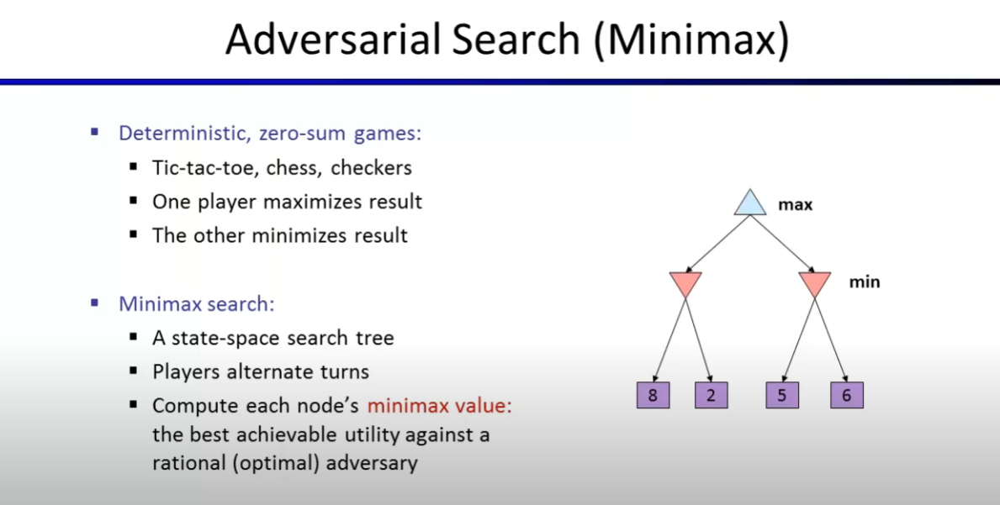 Adversarial Search (Minimax)
Deterministic, zero-sum games:
Tic-tac-toe, chess, checkers
One player maximizes result
The other minimizes result
Minimax search:
A state-space search tree
Players alternate turns
Compute each node's minimax value:
the best achievable utility against a
rational (optimal) adversary
max
min
8 2 5 6